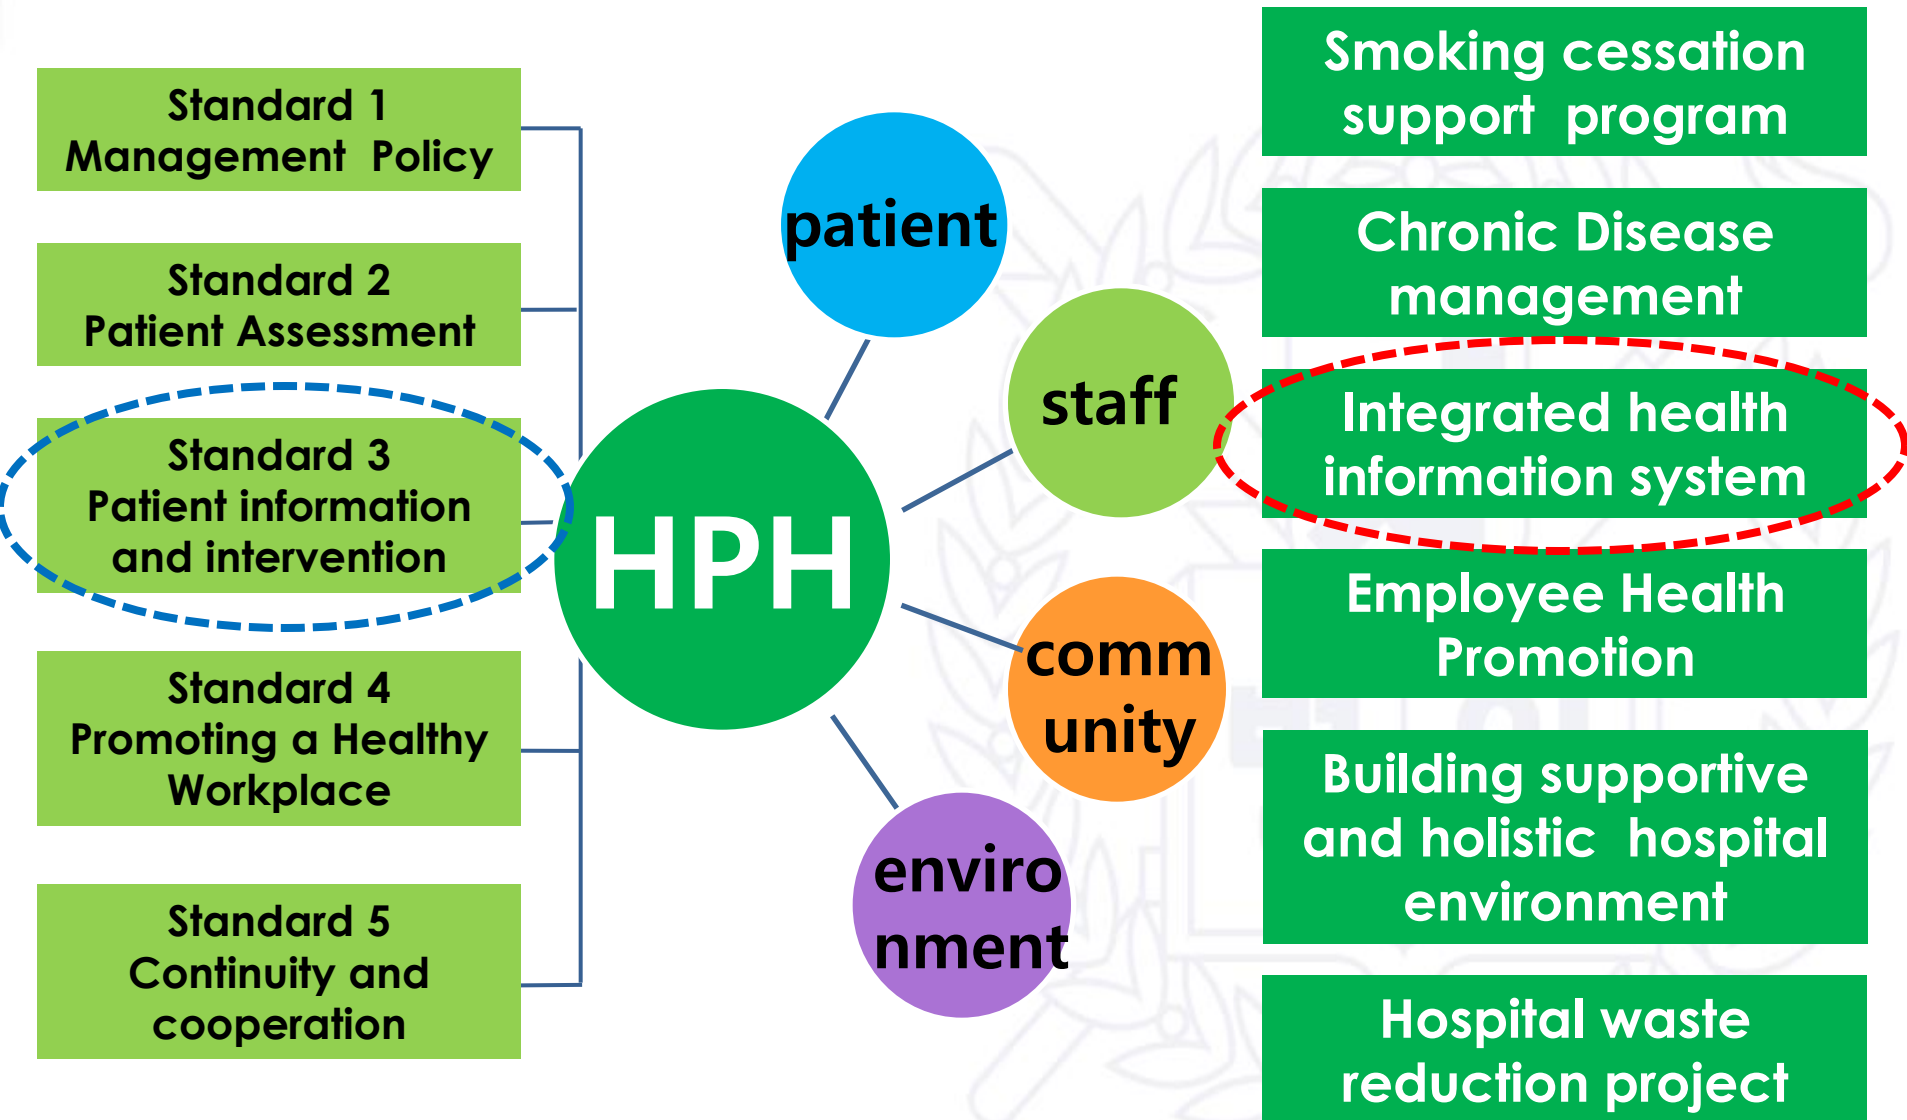 Standard 1
Management Policy
Standard 2
Patient Assessment
Standard 3
Patient information
and intervention
Standard 4
Promoting a Healthy
Workplace
Standard 5
Continuity and
cooperation
HPH
patient
staff
comm
unity
enviro
nment
Smoking cessation
support program
Chronic Disease
management
Integrated health
information system
Employee Health
Promotion
Building supportive
and holistic hospital
environment
Hospital waste
reduction project